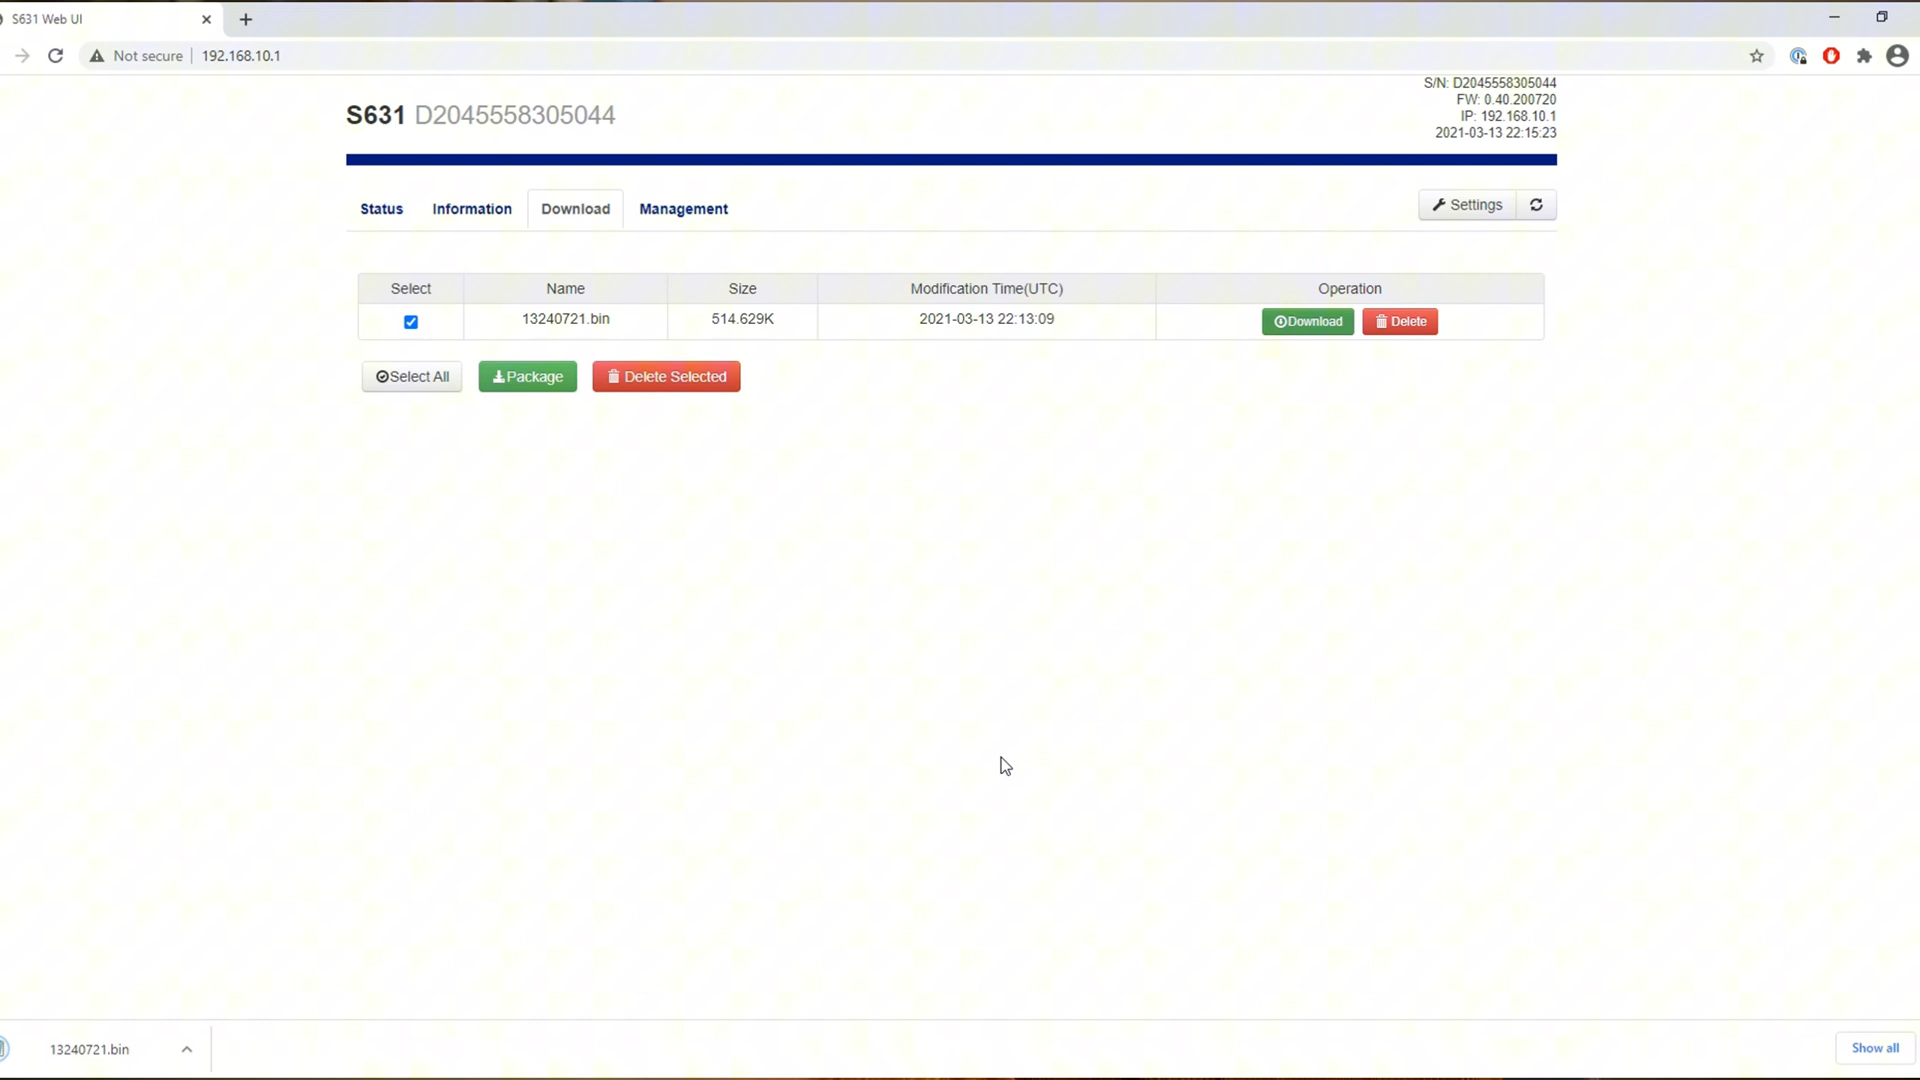 S631 Web UI
Not secure 192.168.10.1
S/N: D2045558305044
FW: 0.40.200720
IP: 192.168.10.1
2021-03-13 22:15:23
S631 D2045558305044
Status Information Download Management Settings
Select Name Size Modification Time(UTC) Operation
13240721.bin 514.629K 2021-03-13 22:13:09 Download Delete
Select All Package Delete Selected
13240721.bin Show all